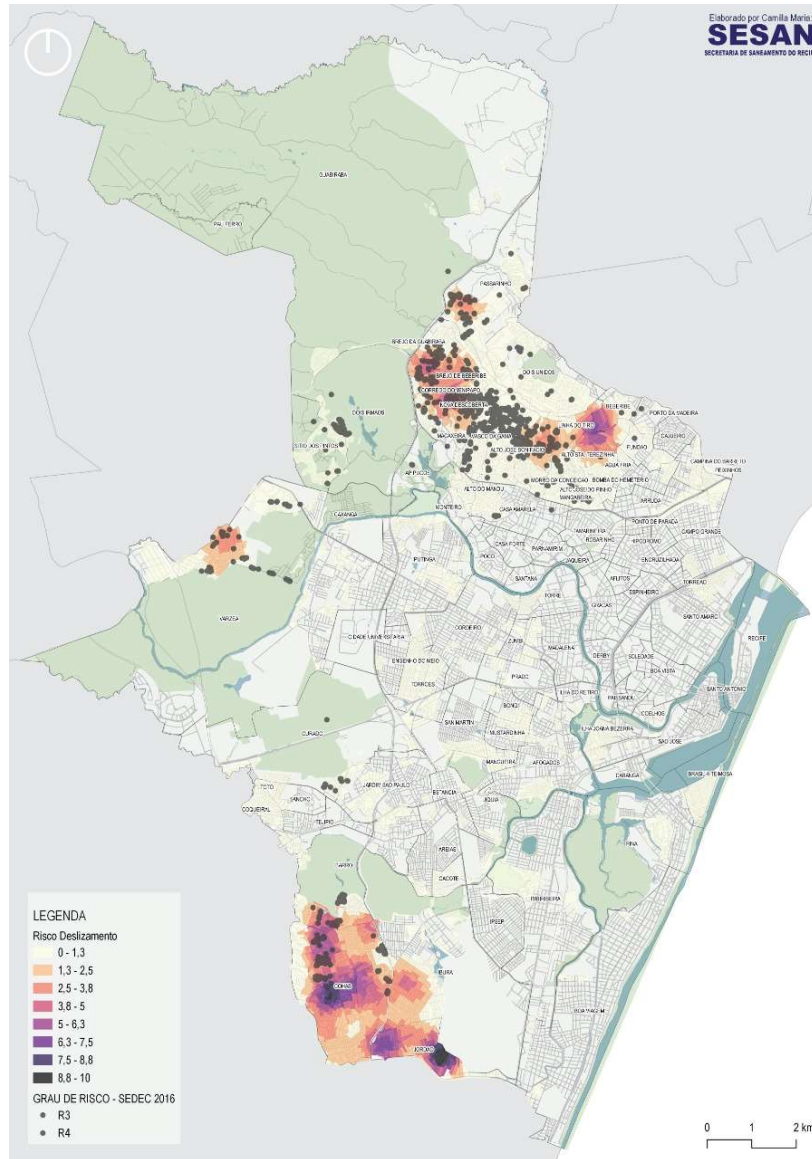 Elaborado por Camilla Maria
SESAN
SECRETARIA DE SANEAMENTO DO RECI
GUABIRABA
PAU FERRO
PASSARINHO
BREJO DA GUABIRABA
DOIS UNIDOS
BREJO DE BEBERIBE
CORREGO DO JENIPAPO
NOVA DESCOBERTA
BEBERIBE
PORTO DA MADEIRA
DOIS IRMAOS
LINHA DO TIRO
CAJUEIRO
MACAXEIRA
VASCO DA GAMA
FUNDAO
SITIO DOS PINTOS
ALTO JOSE BONIFACIO
ALTO STA. TEREZINHA
AGUA FRIA
CAMPINA DO BARRETO
PEIXINHOS
APIPUCOS
MORRO DA CONCEICAO
BOMBA DO HEMETERIO
ALTO DO MANDU
ALTO JOSE DO PINHO
MANGABEIRA
ARRUDA
CAXANGA
MONTEIRO
CASA AMARELA
PONTO DE PARADA
TAMARINEIRA
ROSARINHO
HIPODROMO
CAMPO GRANDE
CASA FORTE
PARNAMIRIM
JAQUEIRA
ENCRUZILHADA
IPUTINGA
POCO
SANTANA
AFLITOS
TORREAO
ESPINHEIRO
TORRE
GRACAS
SANTO AMARO
VARZEA
CIDADE UNIVERSITARIA
CORDEIRO
ZUMBI
MADALENA
RECIFE
DERBY
SOLEDADE
ENGENHO DO MEIO
BOA VISTA
PRADO
TORROES
ILHA DO RETIRO
PAISSANDU
SANTO ANTONIO
BONGI
COELHOS
SAN MARTIN
CURADO
MUSTARDINHA
ILHA JOANA BEZERRA
SAO JOSE
MANGUEIRA
AFOGADOS
CABANGA
BRASILIA TEIMOSA
TOTO
JARDIM SAO PAULO
ESTANCIA
SANCHO
JIQUIA
COQUEIRAL
TEJIPIO
AREIAS
PINA
BARRO
CACOTE
IMBIRIBEIRA
IPSEP
IBURA
COHAB
BOA VIAGEM
JORDAO
LEGENDA
Risco Deslizamento
0 - 1,3
1,3 - 2,5
2,5 - 3,8
3,8 - 5
5 - 6,3
6,3 - 7,5
7,5 - 8,8
8,8 - 10
GRAU DE RISCO - SEDEC 2016
R3
R4
0 1 2 km